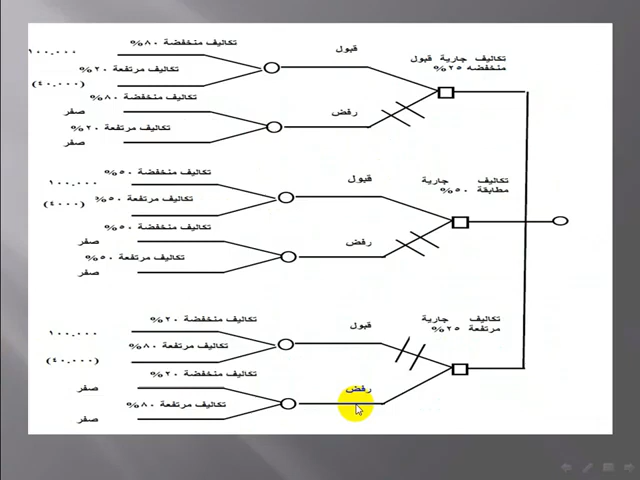 تكاليف منخفضة ٨٠%
١٠٠,٠٠٠
قبول
تكاليف جارية قبول
منخفضه ٢٥%
تكاليف مرتفعة ٢٠%
(٤٠,٠٠٠)
تكاليف منخفضة ٨٠%
صفر
رفض
تكاليف مرتفعة ٢٠%
صفر
تكاليف منخفضة ٥٠%
١٠٠,٠٠٠
قبول
تكاليف جارية
مطابقة ٥٠%
تكاليف مرتفعة ٥٠%
(٤٠٠٠)
تكاليف منخفضة ٥٠%
صفر
رفض
تكاليف مرتفعة ٥٠%
صفر
تكاليف منخفضة ٢٠%
١٠٠,٠٠٠
قبول
تكاليف جارية
مرتفعة ٢٥%
تكاليف مرتفعة ٨٠%
(٤٠,٠٠٠)
تكاليف منخفضة ٢٠%
صفر
رفض
تكاليف مرتفعة ٨٠%
صفر